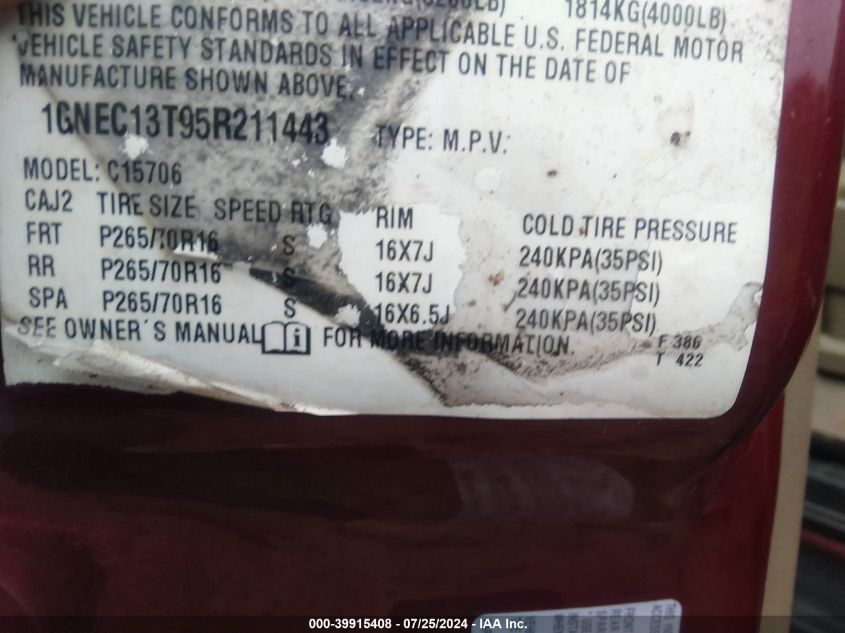 1814KG(4000LB)
THIS VEHICLE CONFORMS TO ALL APPLICABLE U.S. FEDERAL MOTOR
VEHICLE SAFETY STANDARDS IN EFFECT ON THE DATE OF
MANUFACTURE SHOWN ABOVE.
1GNEC13T95R211443 TYPE: M.P.V.
MODEL: C15706
CAJ2 TIRE SIZE SPEED RTG RIM COLD TIRE PRESSURE
FRT P265/70R16 S 16X7J 240KPA(35PSI)
RR P265/70R16 S 16X7J 240KPA(35PSI)
SPA P265/70R16 S 16X6.5J 240KPA(35PSI)
SEE OWNER'S MANUAL i FOR MORE INFORMATION.
F 386
T 422
000-39915408 - 07/25/2024 - IAA, Inc.